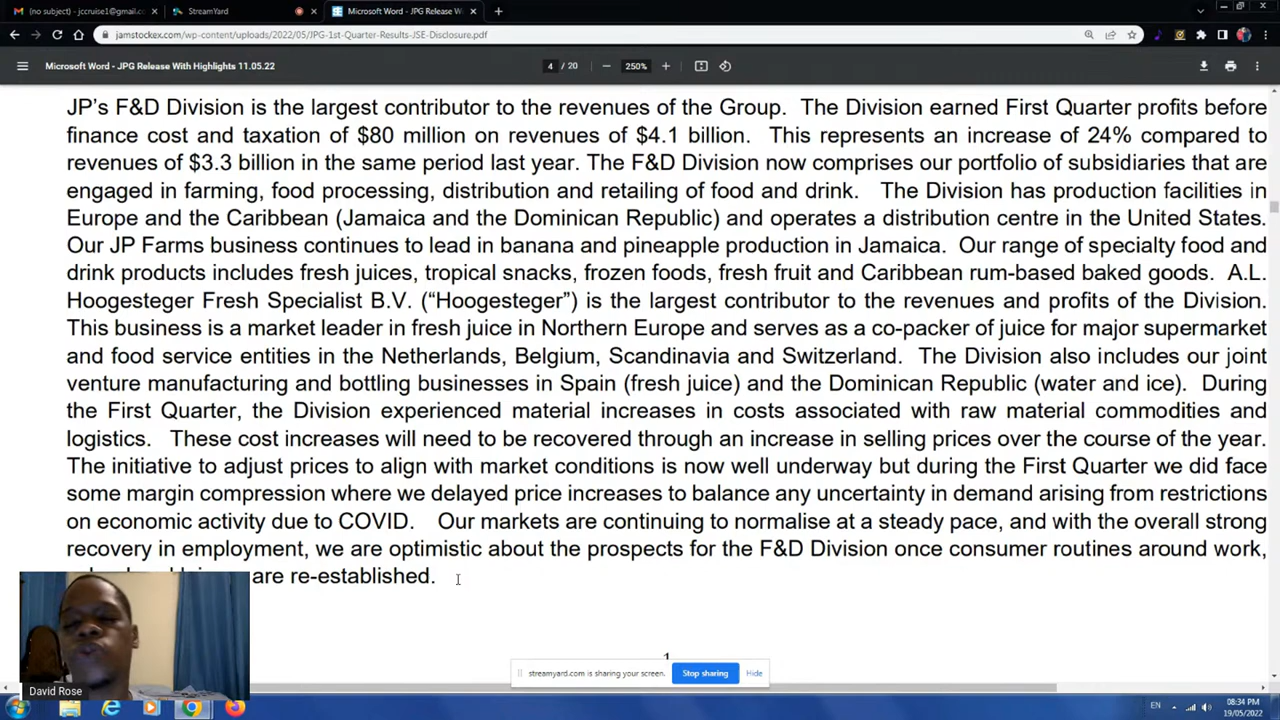 (no subject) - jccruise1@gmail.co
StreamYard
Microsoft Word - JPG Release W
jamstockex.com/wp-content/uploads/2022/05/JPG-1st-Quarter-Results-JSE-Disclosure.pdf
Microsoft Word - JPG Release With Highlights 11.05.22
4 / 20
250%
JP's F&D Division is the largest contributor to the revenues of the Group. The Division earned First Quarter profits before
finance cost and taxation of $80 million on revenues of $4.1 billion. This represents an increase of 24% compared to
revenues of $3.3 billion in the same period last year. The F&D Division now comprises our portfolio of subsidiaries that are
engaged in farming, food processing, distribution and retailing of food and drink. The Division has production facilities in
Europe and the Caribbean (Jamaica and the Dominican Republic) and operates a distribution centre in the United States.
Our JP Farms business continues to lead in banana and pineapple production in Jamaica. Our range of specialty food and
drink products includes fresh juices, tropical snacks, frozen foods, fresh fruit and Caribbean rum-based baked goods. A.L.
Hoogesteger Fresh Specialist B.V. ("Hoogesteger") is the largest contributor to the revenues and profits of the Division.
This business is a market leader in fresh juice in Northern Europe and serves as a co-packer of juice for major supermarket
and food service entities in the Netherlands, Belgium, Scandinavia and Switzerland. The Division also includes our joint
venture manufacturing and bottling businesses in Spain (fresh juice) and the Dominican Republic (water and ice). During
the First Quarter, the Division experienced material increases in costs associated with raw material commodities and
logistics. These cost increases will need to be recovered through an increase in selling prices over the course of the year.
The initiative to adjust prices to align with market conditions is now well underway but during the First Quarter we did face
some margin compression where we delayed price increases to balance any uncertainty in demand arising from restrictions
on economic activity due to COVID. Our markets are continuing to normalise at a steady pace, and with the overall strong
recovery in employment, we are optimistic about the prospects for the F&D Division once consumer routines around work,
are re-established.
streamyard.com is sharing your screen.
Stop sharing
Hide
David Rose
EN
08:34 PM
19/05/2022